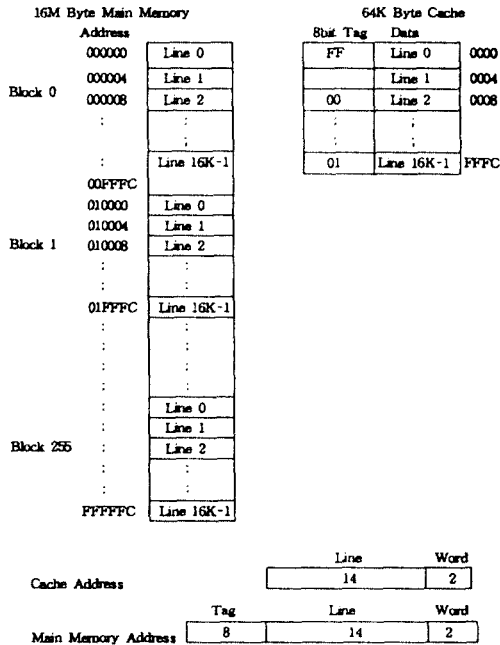 16M Byte Main Memory
64K Byte Cache
Address
8bit Tag Data
000000 Line 0
FF Line 0 0000
000004 Line 1
Line 1 0004
Block 0
000008 Line 2
00 Line 2 0008
: :
: :
: Line 16K-1
01 Line 16K-1 FFFC
00FFFC
010000 Line 0
010004 Line 1
Block 1 010008 Line 2
: :
: :
01FFFC Line 16K-1
: :
: :
: :
: Line 0
: Line 1
Block 255 : Line 2
: :
: :
FFFFFC Line 16K-1
Line Word
Cache Address 14 2
Tag Line Word
Main Memory Address 8 14 2